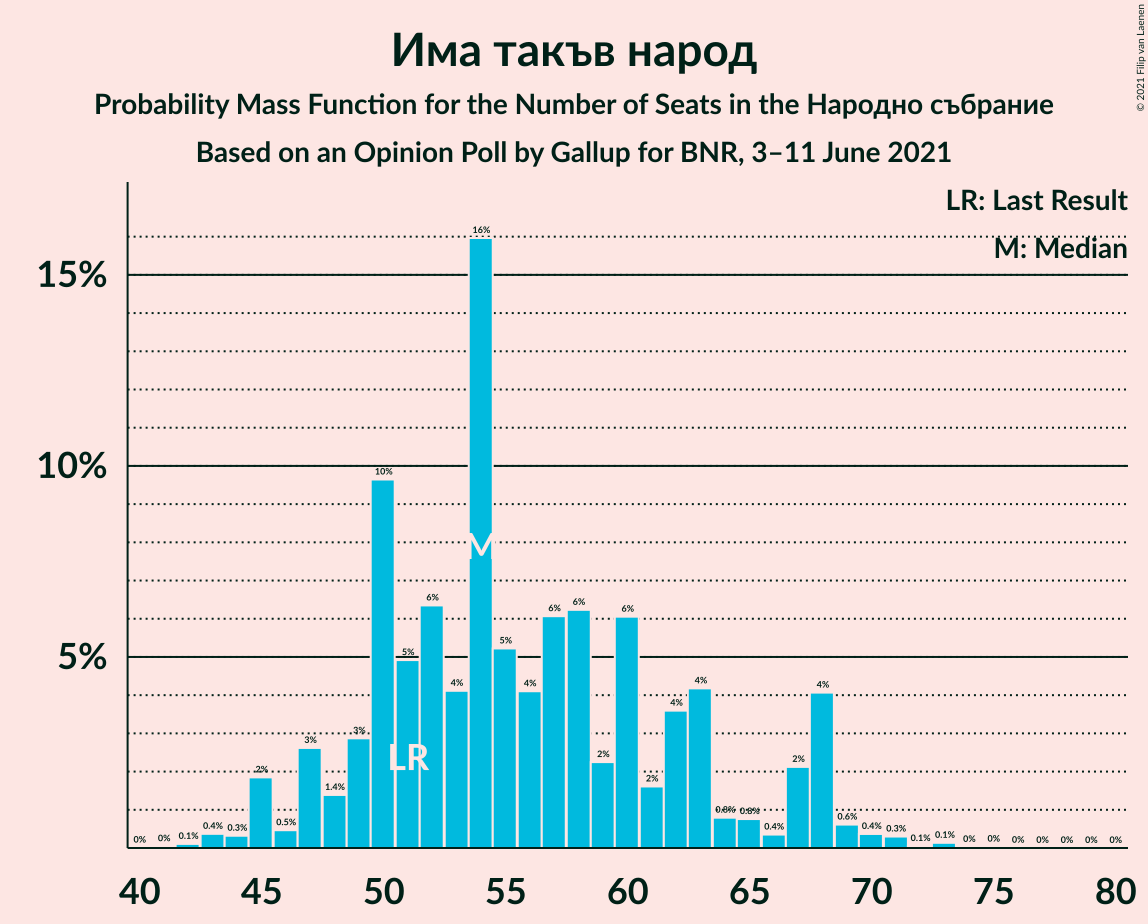 Има такъв народ
Probability Mass Function for the Number of Seats in the Народно събрание
Based on an Opinion Poll by Gallup for BNR, 3–11 June 2021
© 2021 Filip van Laenen
LR: Last Result
M: Median
15%
10%
5%
0% 0% 0.1% 0.4% 0.3% 2% 0.5% 3% 1.4% 3% 10% 5% 6% 4% 16% 5% 4% 6% 6% 2% 6% 2% 4% 4% 0.8% 0.8% 0.4% 2% 4% 0.6% 0.4% 0.3% 0.1% 0.1% 0% 0% 0% 0% 0% 0% 0%
M
LR
40 45 50 55 60 65 70 75 80